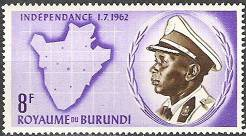 INDÉPENDANCE 1.7.1962
8F
ROYAUME DU BURUNDI